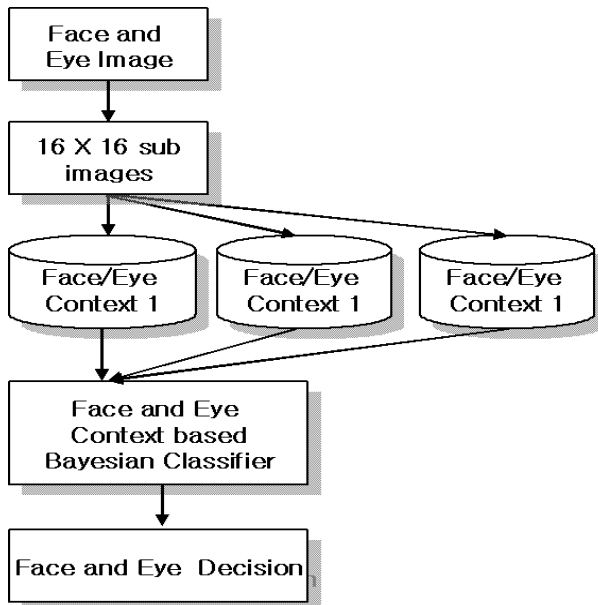 Face and
Eye Image
16 X 16 sub
images
Face/Eye
Context 1
Face/Eye
Context 1
Face/Eye
Context 1
Face and Eye
Context based
Bayesian Classifier
Face and Eye Decision